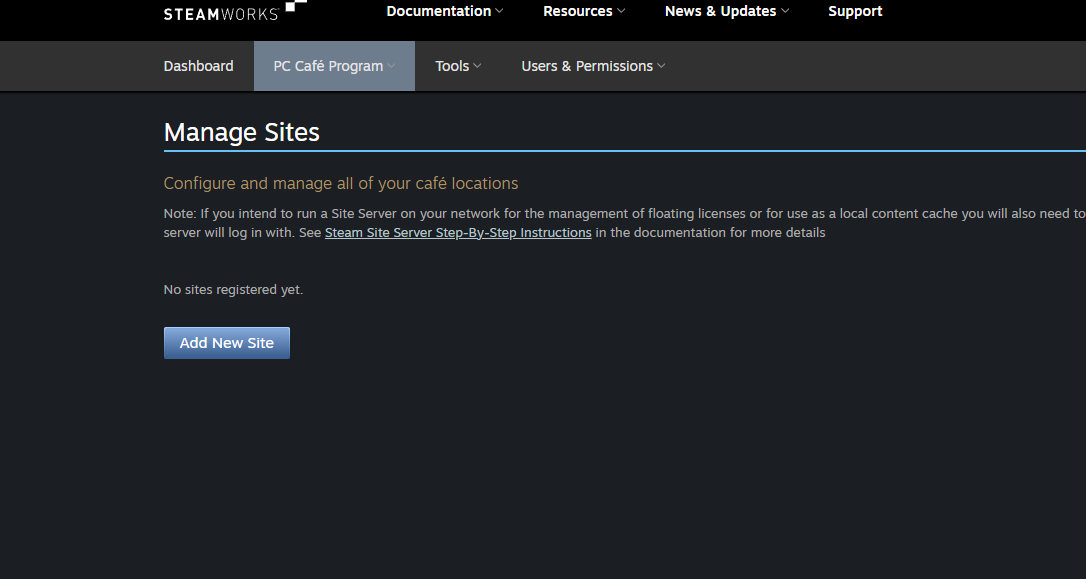 STEAMWORKS
Documentation Resources News & Updates Support
Dashboard PC Café Program Tools Users & Permissions
Manage Sites
Configure and manage all of your café locations
Note: If you intend to run a Site Server on your network for the management of floating licenses or for use as a local content cache you will also need to
server will log in with. See Steam Site Server Step-By-Step Instructions in the documentation for more details
No sites registered yet.
Add New Site